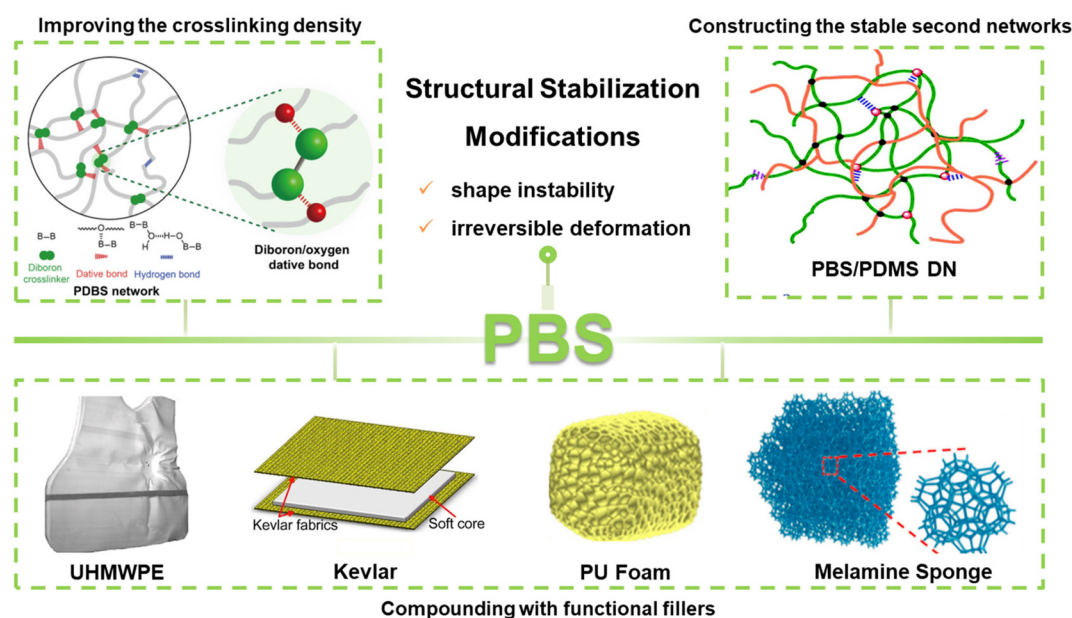 Improving the crosslinking density
Constructing the stable second networks
Structural Stabilization
Modifications
✓ shape instability
✓ irreversible deformation
B–B
O
B–B
B–B
O
H
H–O
B–B
Diboron
crosslinker
Dative bond
Hydrogen bond
PDBS network
Diboron/oxygen
dative bond
PBS/PDMS DN
PBS
Kevlar fabrics
Soft core
UHMWPE
Kevlar
PU Foam
Melamine Sponge
Compounding with functional fillers